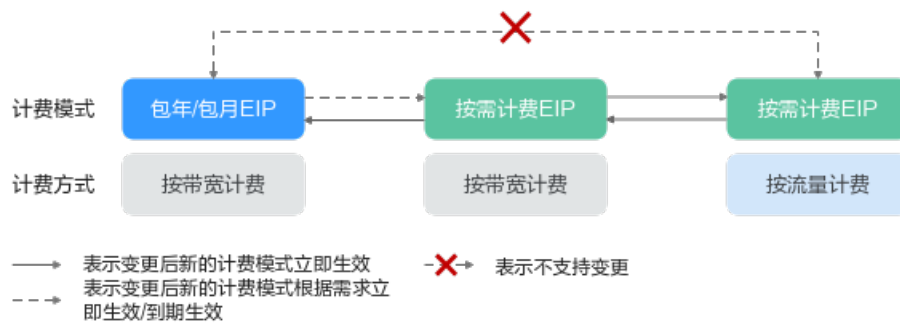 计费模式
包年/包月EIP
按需计费EIP
按需计费EIP
计费方式
按带宽计费
按带宽计费
按流量计费
表示变更后新的计费模式立即生效
表示不支持变更
表示变更后新的计费模式根据需求立
即生效/到期生效